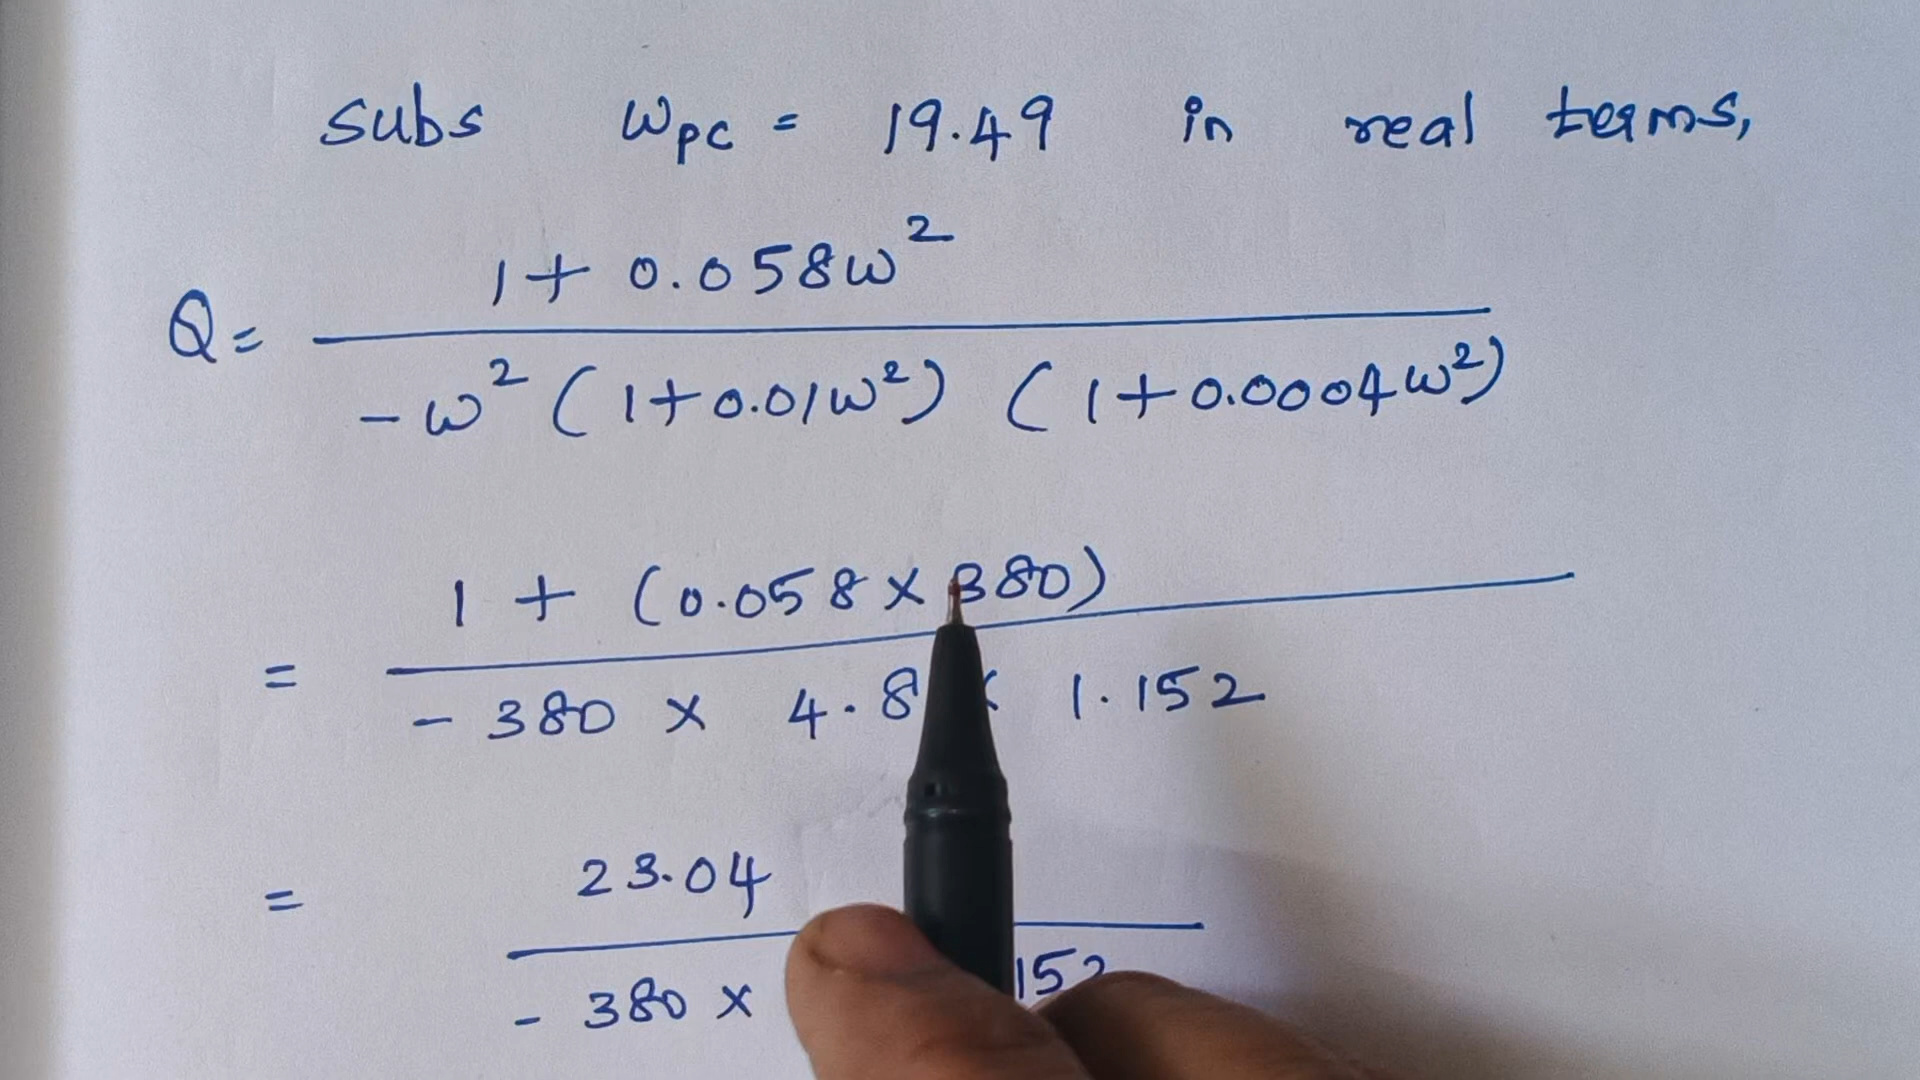 subs ωpc = 19.49 in real terms,
1 + 0.058ω²
Q =
-ω² (1+0.01ω²) (1+0.0004ω²)
1 + (0.058 × 380)
=
- 380 × 4.8 × 1.152
23.04
=
- 380 × 152